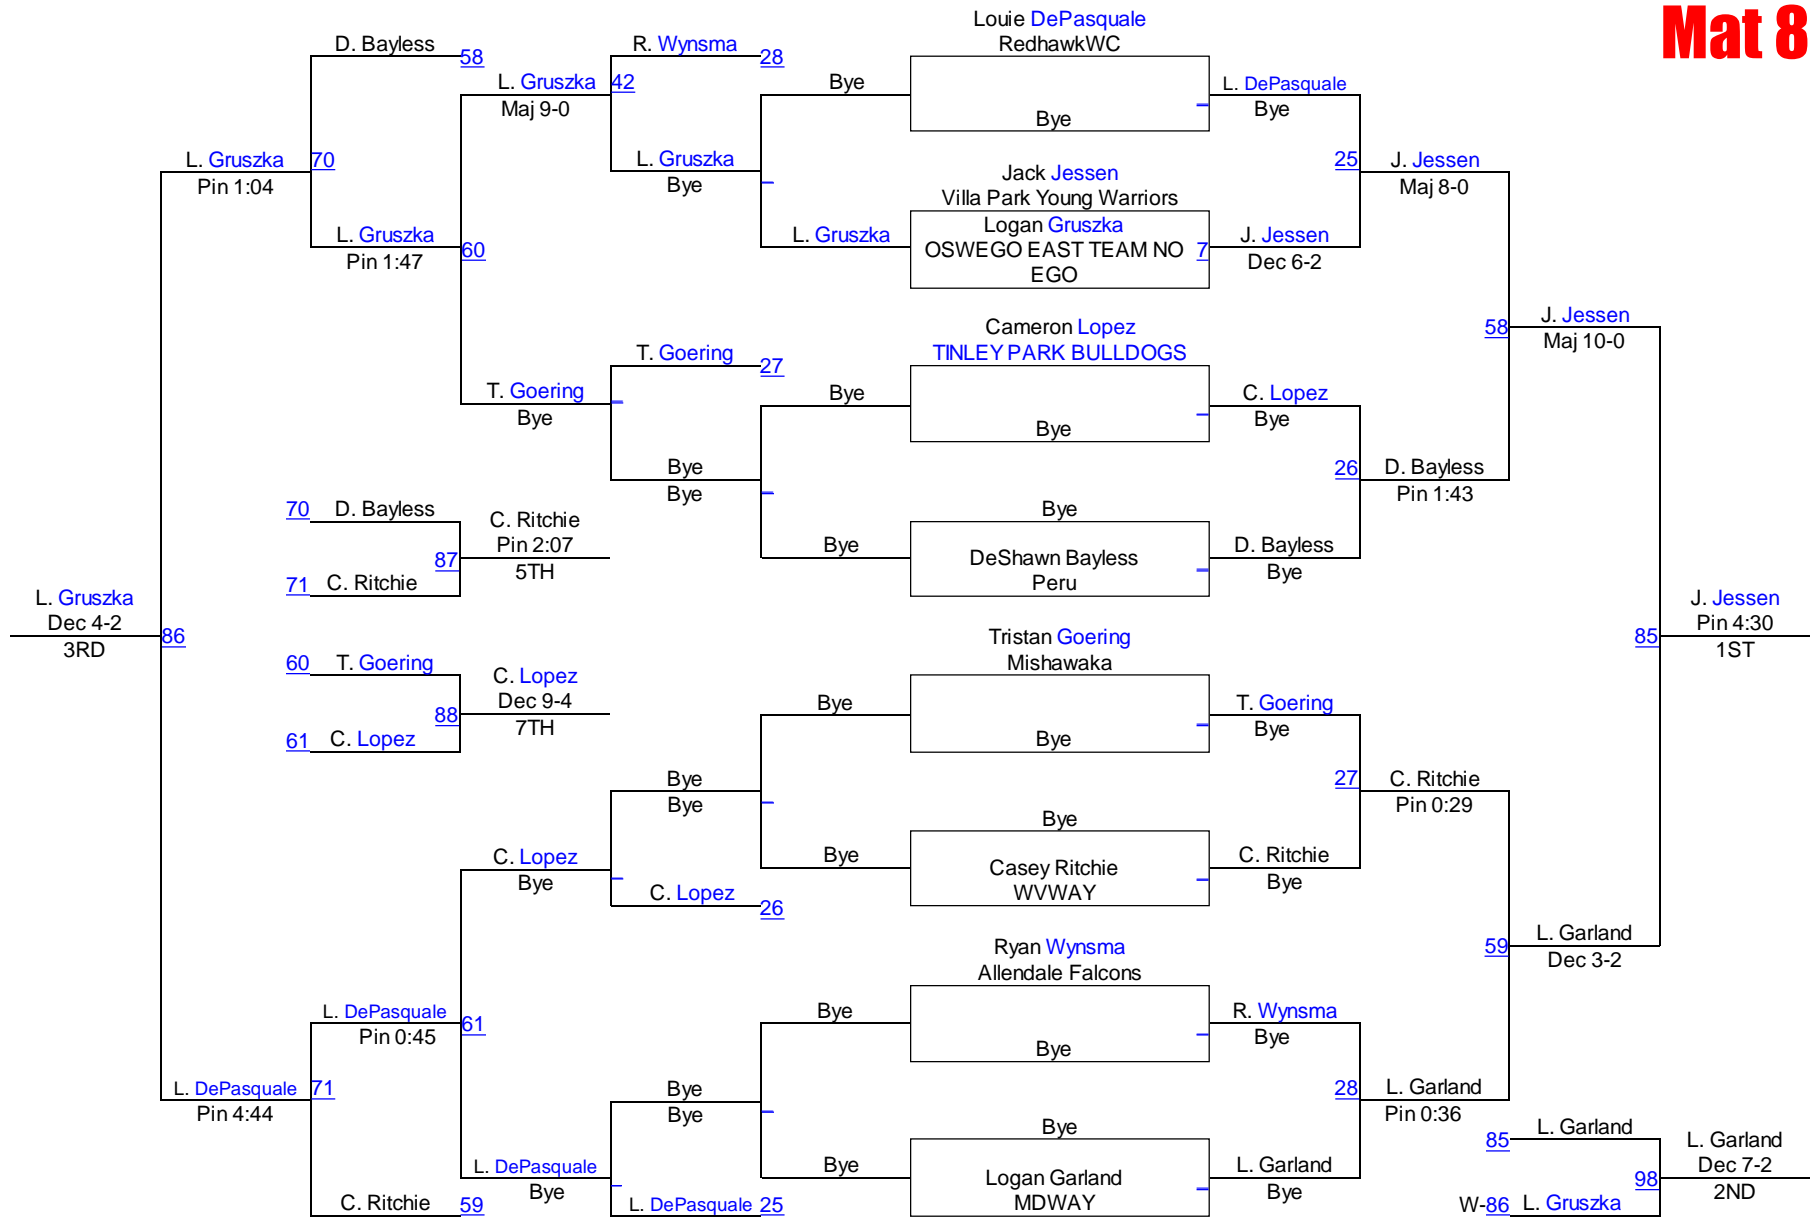 Mat 8
Louie DePasquale
RedhawkWC
D. Bayless
58
R. Wynsma
28
L. Gruszka
42
Maj 9-0
Bye
L. DePasquale
Bye
Bye
L. Gruszka
70
Pin 1:04
L. Gruszka
Bye
Jack Jessen
Villa Park Young Warriors
25
J. Jessen
Maj 8-0
L. Gruszka
60
Pin 1:47
L. Gruszka
Logan Gruszka
OSWEGO EAST TEAM NO
EGO
7
J. Jessen
Dec 6-2
Cameron Lopez
TINLEY PARK BULLDOGS
58
J. Jessen
Maj 10-0
T. Goering
27
T. Goering
Bye
Bye
Bye
C. Lopez
Bye
Bye
Bye
26
D. Bayless
Pin 1:43
70
D. Bayless
C. Ritchie
Pin 2:07
87
5TH
71
C. Ritchie
Bye
Bye
DeShawn Bayless
Peru
D. Bayless
Bye
L. Gruszka
Dec 4-2
86
3RD
J. Jessen
Pin 4:30
85
1ST
Tristan Goering
Mishawaka
60
T. Goering
C. Lopez
Dec 9-4
88
7TH
61
C. Lopez
Bye
Bye
T. Goering
Bye
Bye
Bye
27
C. Ritchie
Pin 0:29
C. Lopez
Bye
Bye
Bye
Casey Ritchie
WVWAY
C. Ritchie
Bye
C. Lopez
26
Ryan Wynsma
Allendale Falcons
59
L. Garland
Dec 3-2
L. DePasquale
61
Pin 0:45
Bye
Bye
R. Wynsma
Bye
L. DePasquale
71
Pin 4:44
Bye
Bye
28
L. Garland
Pin 0:36
L. DePasquale
Bye
Bye
Bye
Logan Garland
MDWAY
L. Garland
Bye
85
L. Garland
L. Garland
Dec 7-2
98
2ND
C. Ritchie
59
L. DePasquale
25
W-86
L. Gruszka